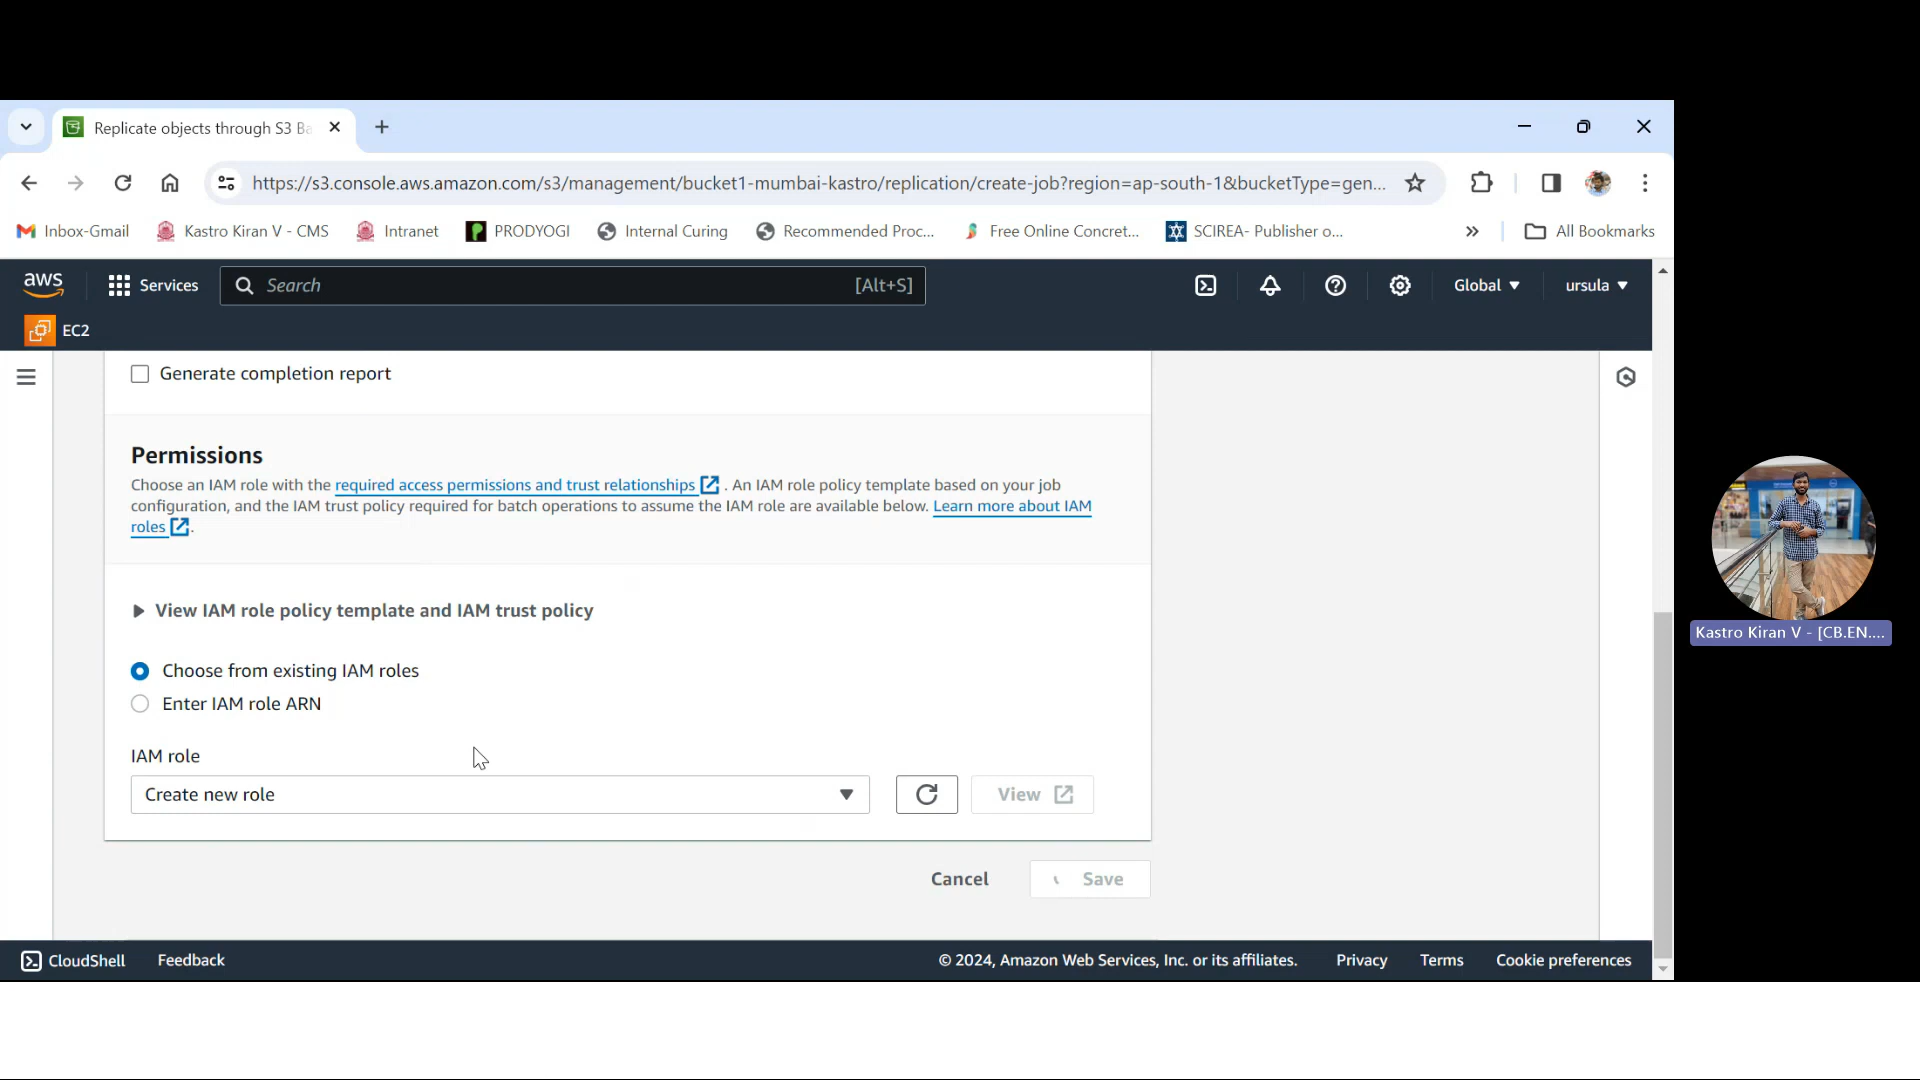 Replicate objects through S3 Ba
https://s3.console.aws.amazon.com/s3/management/bucket1-mumbai-kastro/replication/create-job?region=ap-south-1&bucketType=gen...
Inbox-Gmail Kastro Kiran V - CMS Intranet PRODYOGI Internal Curing Recommended Proc... Free Online Concret... SCIREA- Publisher o... » All Bookmarks
aws Services Search [Alt+S] Global ▼ ursula ▼
EC2
Generate completion report
Permissions
Choose an IAM role with the required access permissions and trust relationships . An IAM role policy template based on your job
configuration, and the IAM trust policy required for batch operations to assume the IAM role are available below. Learn more about IAM
roles .
View IAM role policy template and IAM trust policy
Choose from existing IAM roles
Enter IAM role ARN
IAM role
Create new role View
Cancel Save
CloudShell Feedback © 2024, Amazon Web Services, Inc. or its affiliates. Privacy Terms Cookie preferences
Kastro Kiran V - [CB.EN....